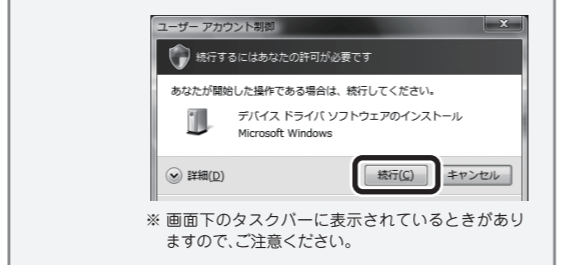 ユーザー アカウント制御
続行するにはあなたの許可が必要です
あなたが開始した操作である場合は、続行してください。
デバイス ドライバ ソフトウェアのインストール
Microsoft Windows
詳細(D)
続行(C)
キャンセル
※ 画面下のタスクバーに表示されているときがあり
ますので、ご注意ください。